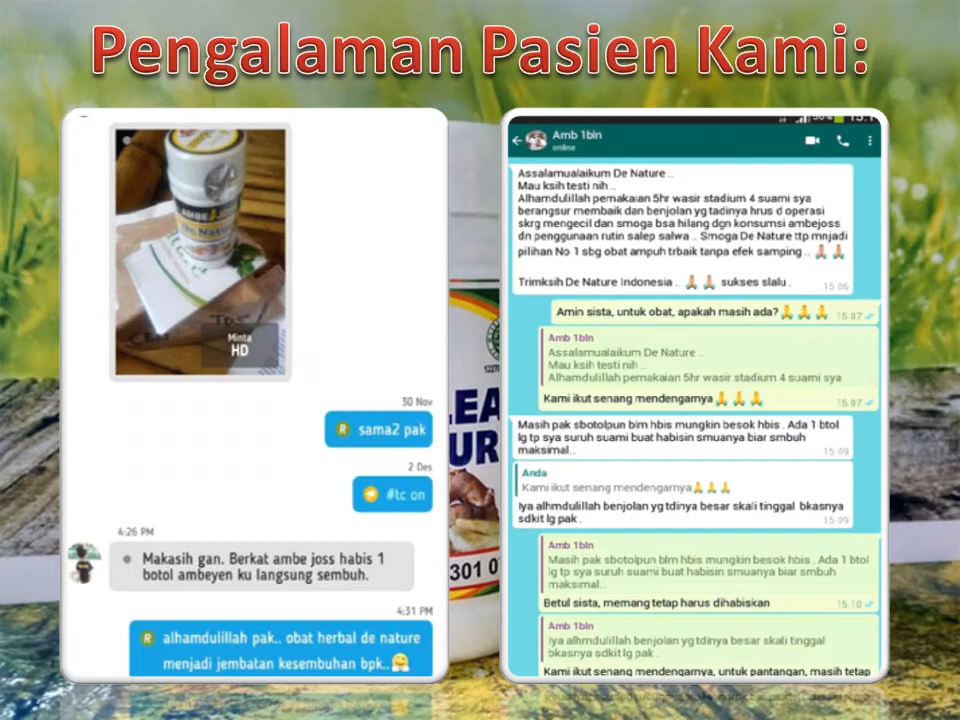 Pengalaman Pasien Kami:
AMBE JOSS
De Nature
Minta
HD
30 Nov
R sama2 pak
2 Des
#tc on
4:26 PM
Makasih gan. Berkat ambe joss habis 1
botol ambeyen ku langsung sembuh.
4:31 PM
R alhamdulillah pak.. obat herbal de nature
menjadi jembatan kesembuhan bpk..🤗
LEA
UR
301 0
Amb 1bln
online
Assalamualaikum De Nature ..
Mau ksih testi nih ..
Alhamdulillah pemakaian 5hr wasir stadium 4 suami sya
berangsur membaik dan benjolan yg tadinya hrus d operasi
skrg mengecil dan smoga bsa hilang dgn konsumsi ambejoss
dn penggunaan rutin salep salwa .. Smoga De Nature ttp mnjadi
pilihan No 1 sbg obat ampuh trbaik tanpa efek samping .. 🙏 🙏
Trimksih De Nature Indonesia .. 🙏 🙏 sukses slalu .
15.06
Amin sista, untuk obat, apakah masih ada?🙏 🙏 🙏 15.07
Amb 1bln
Assalamualaikum De Nature ..
Mau ksih testi nih ..
Alhamdulillah pemakaian 5hr wasir stadium 4 suami sya
Kami ikut senang mendengarnya🙏 🙏 🙏 15.07
Masih pak sbotolpun blm hbis mungkin besok hbis . Ada 1 btol
lg tp sya suruh suami buat habisin smuanya biar smbuh
maksimal.. 15.09
Anda
Kami ikut senang mendengarnya🙏🙏🙏
Iya alhmdulillah benjolan yg tdinya besar skali tinggal bkasnya
sdkit lg pak . 15.09
Amb 1bln
Masih pak sbotolpun blm hbis mungkin besok hbis . Ada 1 btol
lg tp sya suruh suami buat habisin smuanya biar smbuh
maksimal..
Betul sista, memang tetap harus dihabiskan 15.10
Amb 1bln
Iya alhmdulillah benjolan yg tdinya besar skali tinggal
bkasnya sdkit lg pak .
Kami ikut senang mendengarnya, untuk pantangan, masih tetap